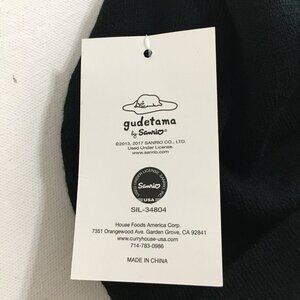 gudetama
by Sanrio
©2013, 2017 SANRIO CO., LTD.
Used Under License.
www.sanrio.com
Sanrio
USA
SIL-34804
House Foods America Corp.
7351 Orangewood Ave, Garden Grove, CA 92841
www.curryhouse-usa.com
714-783-0986
MADE IN CHINA